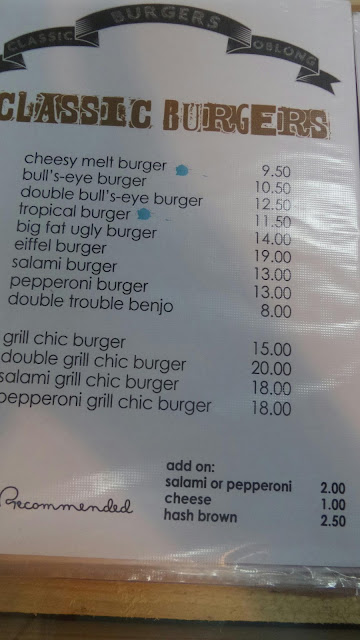 CLASSIC BURGERS OBLONG
CLASSIC BURGERS
cheesy melt burger 9.50
bull's-eye burger 10.50
double bull's-eye burger 12.50
tropical burger 11.50
big fat ugly burger 14.00
eiffel burger 19.00
salami burger 13.00
pepperoni burger 13.00
double trouble benjo 8.00
grill chic burger 15.00
double grill chic burger 20.00
salami grill chic burger 18.00
pepperoni grill chic burger 18.00
add on:
salami or pepperoni 2.00
cheese 1.00
hash brown 2.50
Recommended